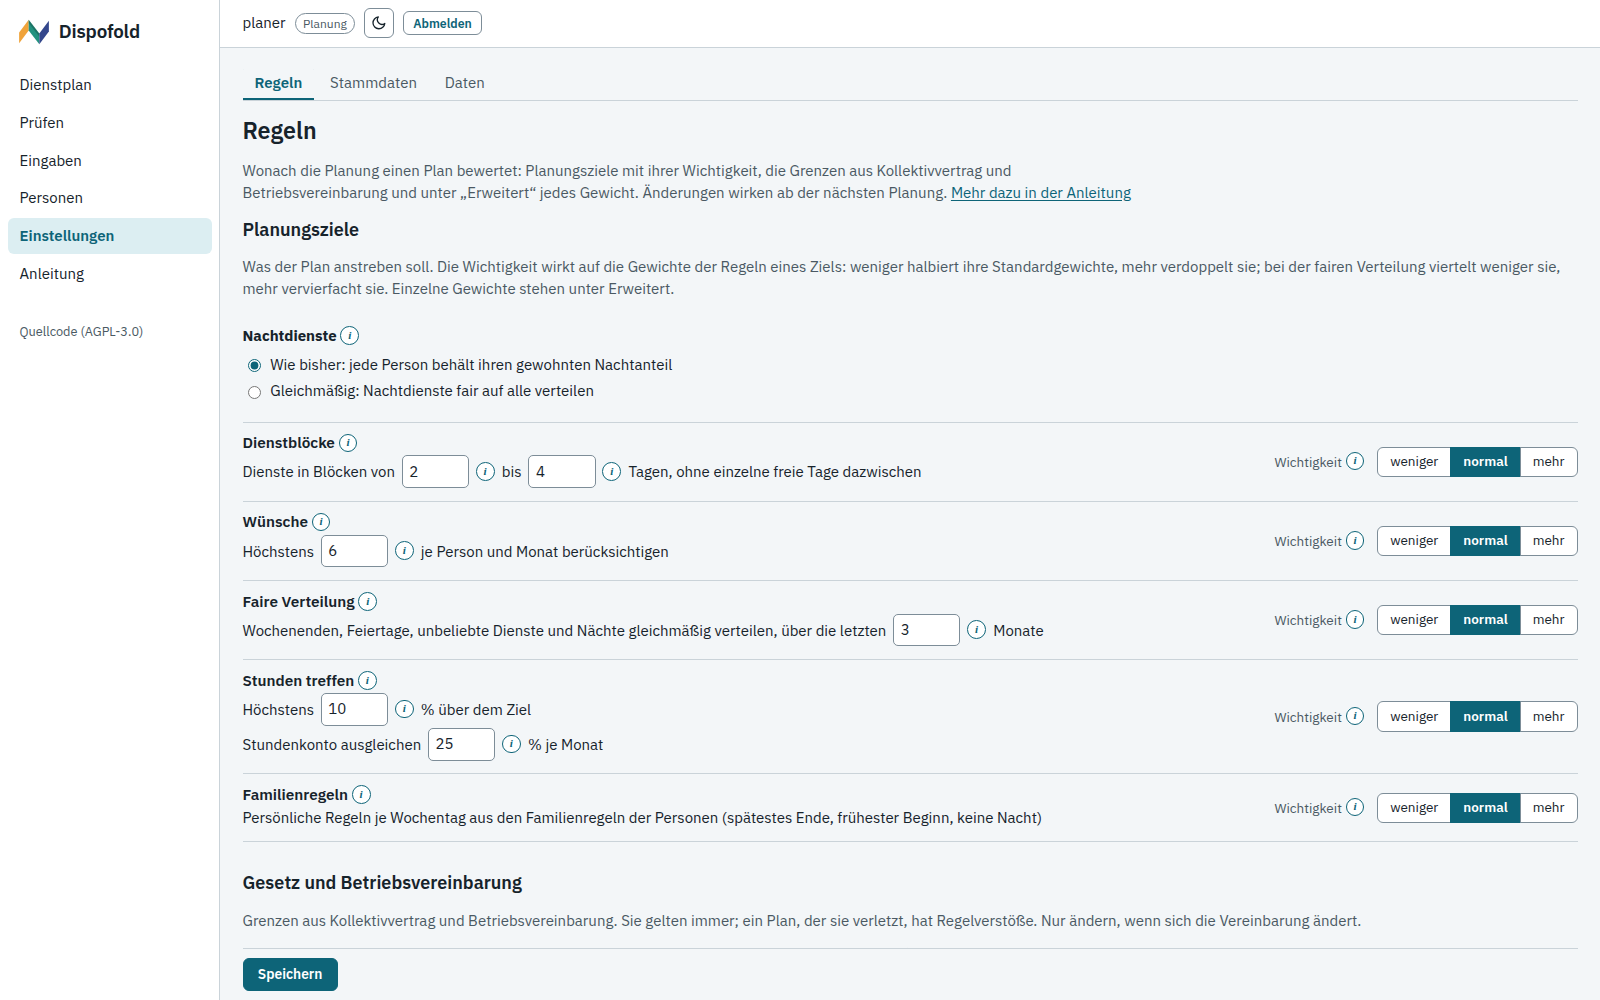 Dispofold
Dienstplan
Prüfen
Eingaben
Personen
Einstellungen
Anleitung
Quellcode (AGPL-3.0)
planer Planung Abmelden
Regeln Stammdaten Daten
Regeln
Wonach die Planung einen Plan bewertet: Planungsziele mit ihrer Wichtigkeit, die Grenzen aus Kollektivvertrag und
Betriebsvereinbarung und unter „Erweitert“ jedes Gewicht. Änderungen wirken ab der nächsten Planung. Mehr dazu in der Anleitung
Planungsziele
Was der Plan anstreben soll. Die Wichtigkeit wirkt auf die Gewichte der Regeln eines Ziels: weniger halbiert ihre Standardgewichte, mehr verdoppelt sie; bei der fairen Verteilung viertelt weniger sie,
mehr vervierfacht sie. Einzelne Gewichte stehen unter Erweitert.
Nachtdienste i
Wie bisher: jede Person behält ihren gewohnten Nachtanteil
Gleichmäßig: Nachtdienste fair auf alle verteilen
Dienstblöcke i
Dienste in Blöcken von 2 i bis 4 i Tagen, ohne einzelne freie Tage dazwischen
Wichtigkeit i weniger normal mehr
Wünsche i
Höchstens 6 i je Person und Monat berücksichtigen
Wichtigkeit i weniger normal mehr
Faire Verteilung i
Wochenenden, Feiertage, unbeliebte Dienste und Nächte gleichmäßig verteilen, über die letzten 3 i Monate
Wichtigkeit i weniger normal mehr
Stunden treffen i
Höchstens 10 i % über dem Ziel
Stundenkonto ausgleichen 25 i % je Monat
Wichtigkeit i weniger normal mehr
Familienregeln i
Persönliche Regeln je Wochentag aus den Familienregeln der Personen (spätestes Ende, frühester Beginn, keine Nacht)
Wichtigkeit i weniger normal mehr
Gesetz und Betriebsvereinbarung
Grenzen aus Kollektivvertrag und Betriebsvereinbarung. Sie gelten immer; ein Plan, der sie verletzt, hat Regelverstöße. Nur ändern, wenn sich die Vereinbarung ändert.
Speichern